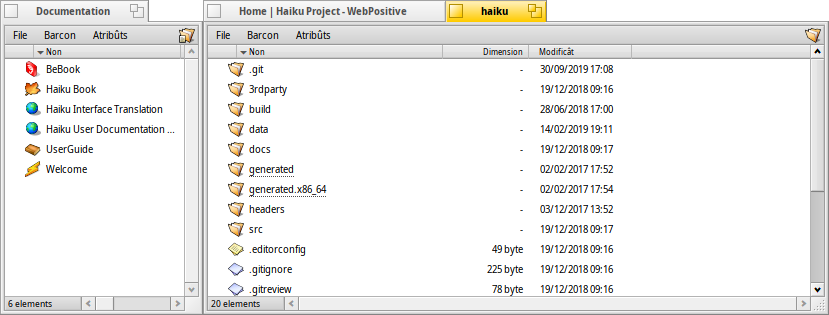 Documentation
File Barcon Atribûts
Non
BeBook
Haiku Book
Haiku Interface Translation
Haiku User Documentation ...
UserGuide
Welcome
6 elements
Home | Haiku Project - WebPositive
haiku
File Barcon Atribûts
Non Dimension Modificât
.git - 30/09/2019 17:08
3rdparty - 19/12/2018 09:16
build - 28/06/2018 17:00
data - 14/02/2019 19:11
docs - 19/12/2018 09:17
generated - 02/02/2017 17:52
generated.x86_64 - 02/02/2017 17:54
headers - 03/12/2017 13:52
src - 19/12/2018 09:17
.editorconfig 49 byte 19/12/2018 09:16
.gitignore 225 byte 19/12/2018 09:16
.gitreview 78 byte 19/12/2018 09:16
20 elements